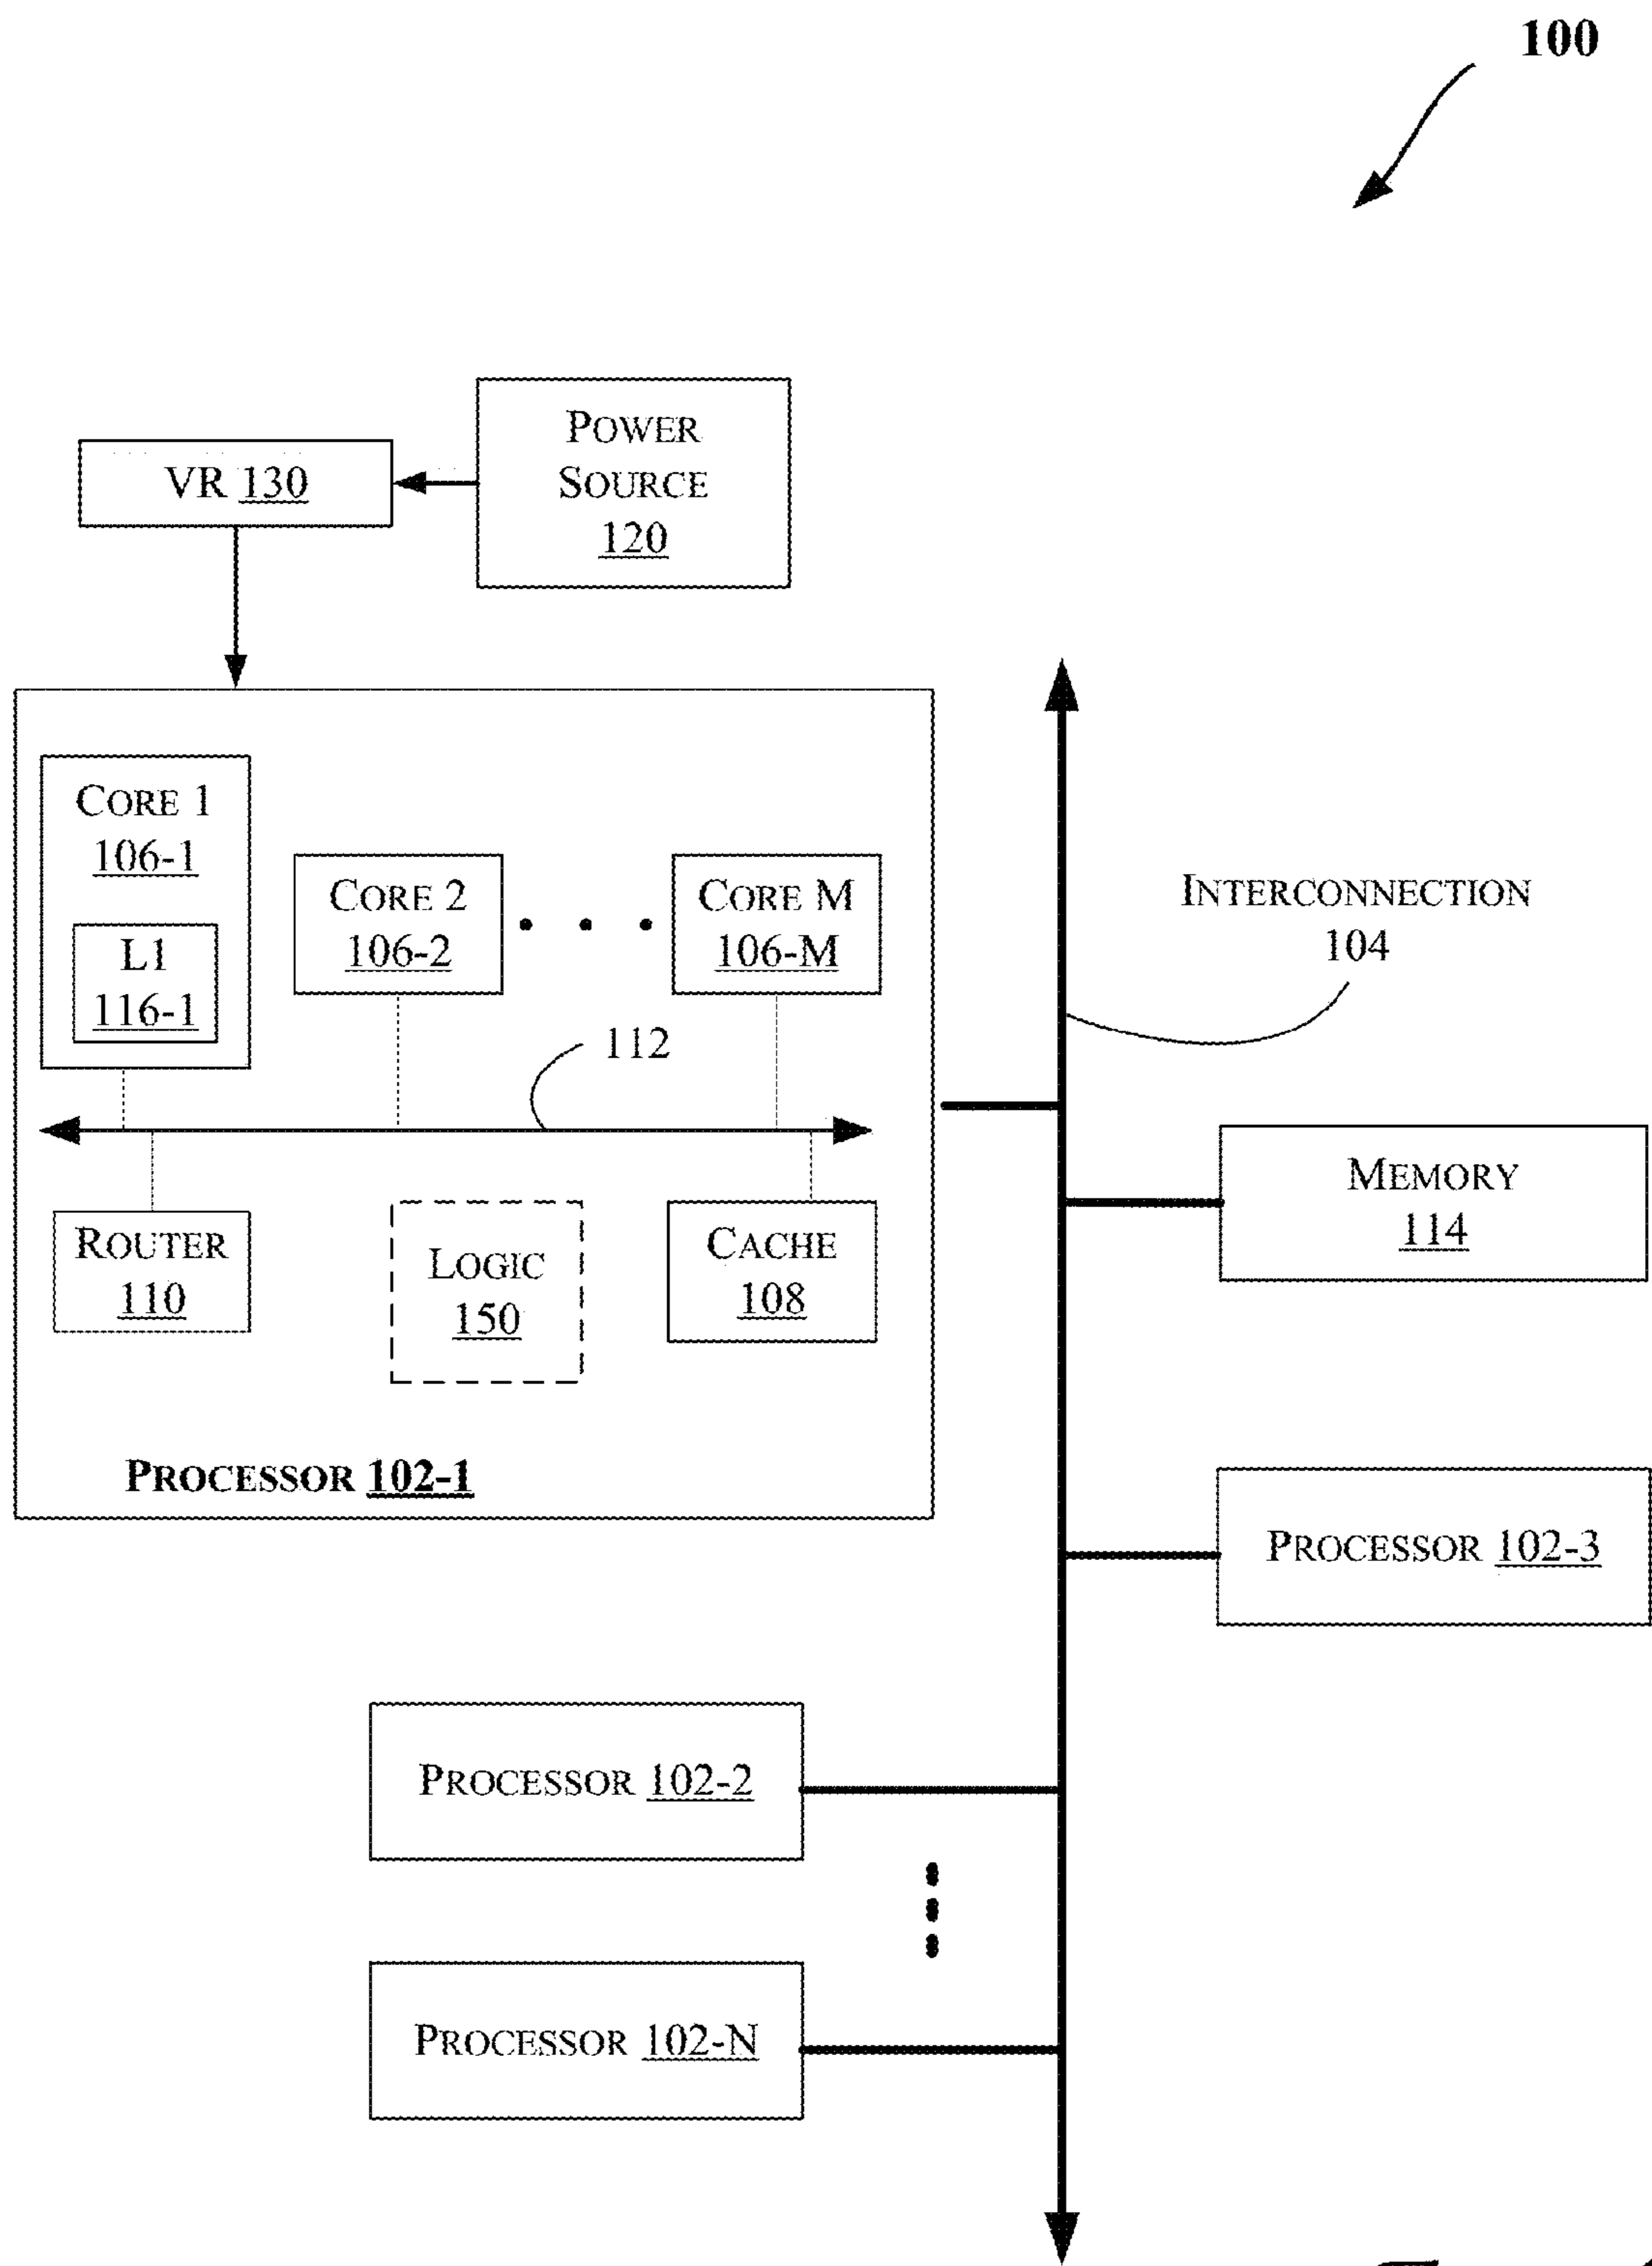 100
POWER
SOURCE
120
VR 130
CORE 1
106-1
L1
116-1
CORE 2
106-2
CORE M
106-M
112
ROUTER
110
LOGIC
150
CACHE
108
PROCESSOR 102-1
INTERCONNECTION
104
MEMORY
114
PROCESSOR 102-3
PROCESSOR 102-2
PROCESSOR 102-N